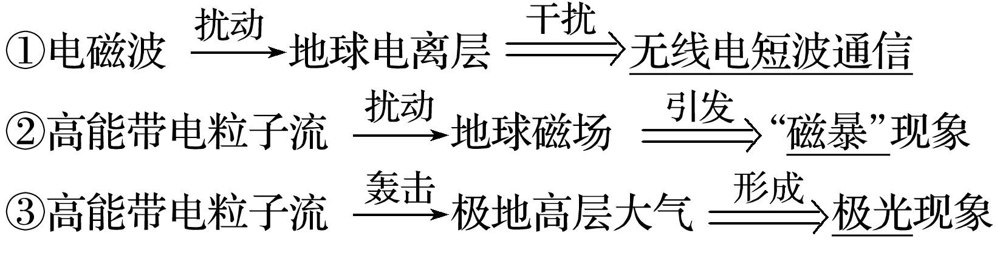 ①电磁波 扰动→地球电离层 干扰⇒无线电短波通信
②高能带电粒子流 扰动→地球磁场 引发⇒“磁暴”现象
③高能带电粒子流 轰击→极地高层大气 形成⇒极光现象